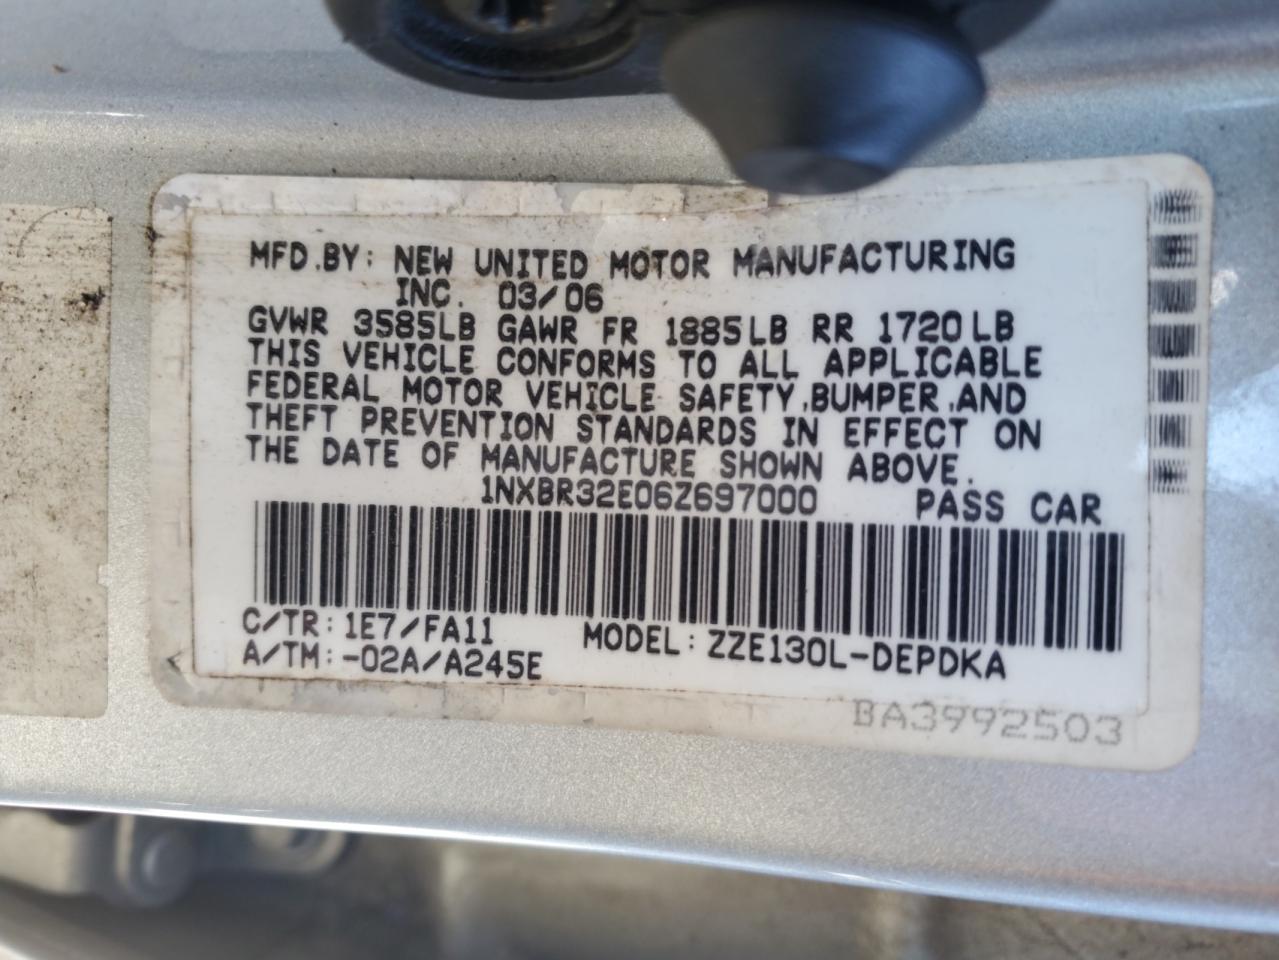 MFD.BY: NEW UNITED MOTOR MANUFACTURING
INC. 03/06
GVWR 3585LB GAWR FR 1885LB RR 1720LB
THIS VEHICLE CONFORMS TO ALL APPLICABLE
FEDERAL MOTOR VEHICLE SAFETY,BUMPER,AND
THEFT PREVENTION STANDARDS IN EFFECT ON
THE DATE OF MANUFACTURE SHOWN ABOVE.
1NXBR32E06Z697000 PASS CAR
C/TR: 1E7/FA11 MODEL: ZZE130L-DEPDKA
A/TM:-02A/A245E
BA3992503